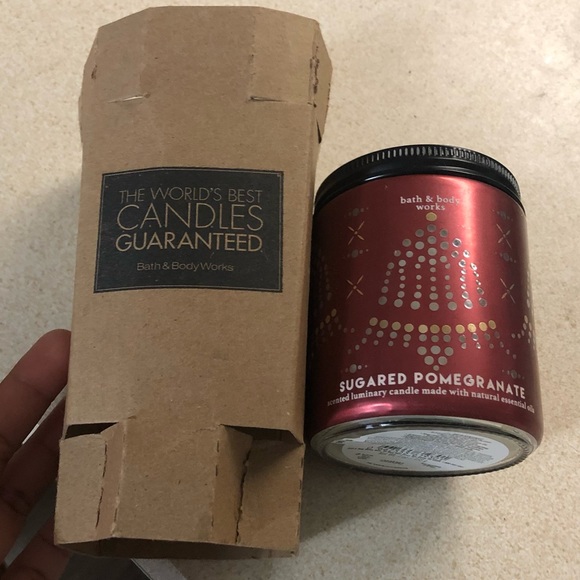 THE WORLD'S BEST
CANDLES
GUARANTEED
Bath & Body Works
bath & body
works
SUGARED POMEGRANATE
scented luminary candle made with natural essential oils